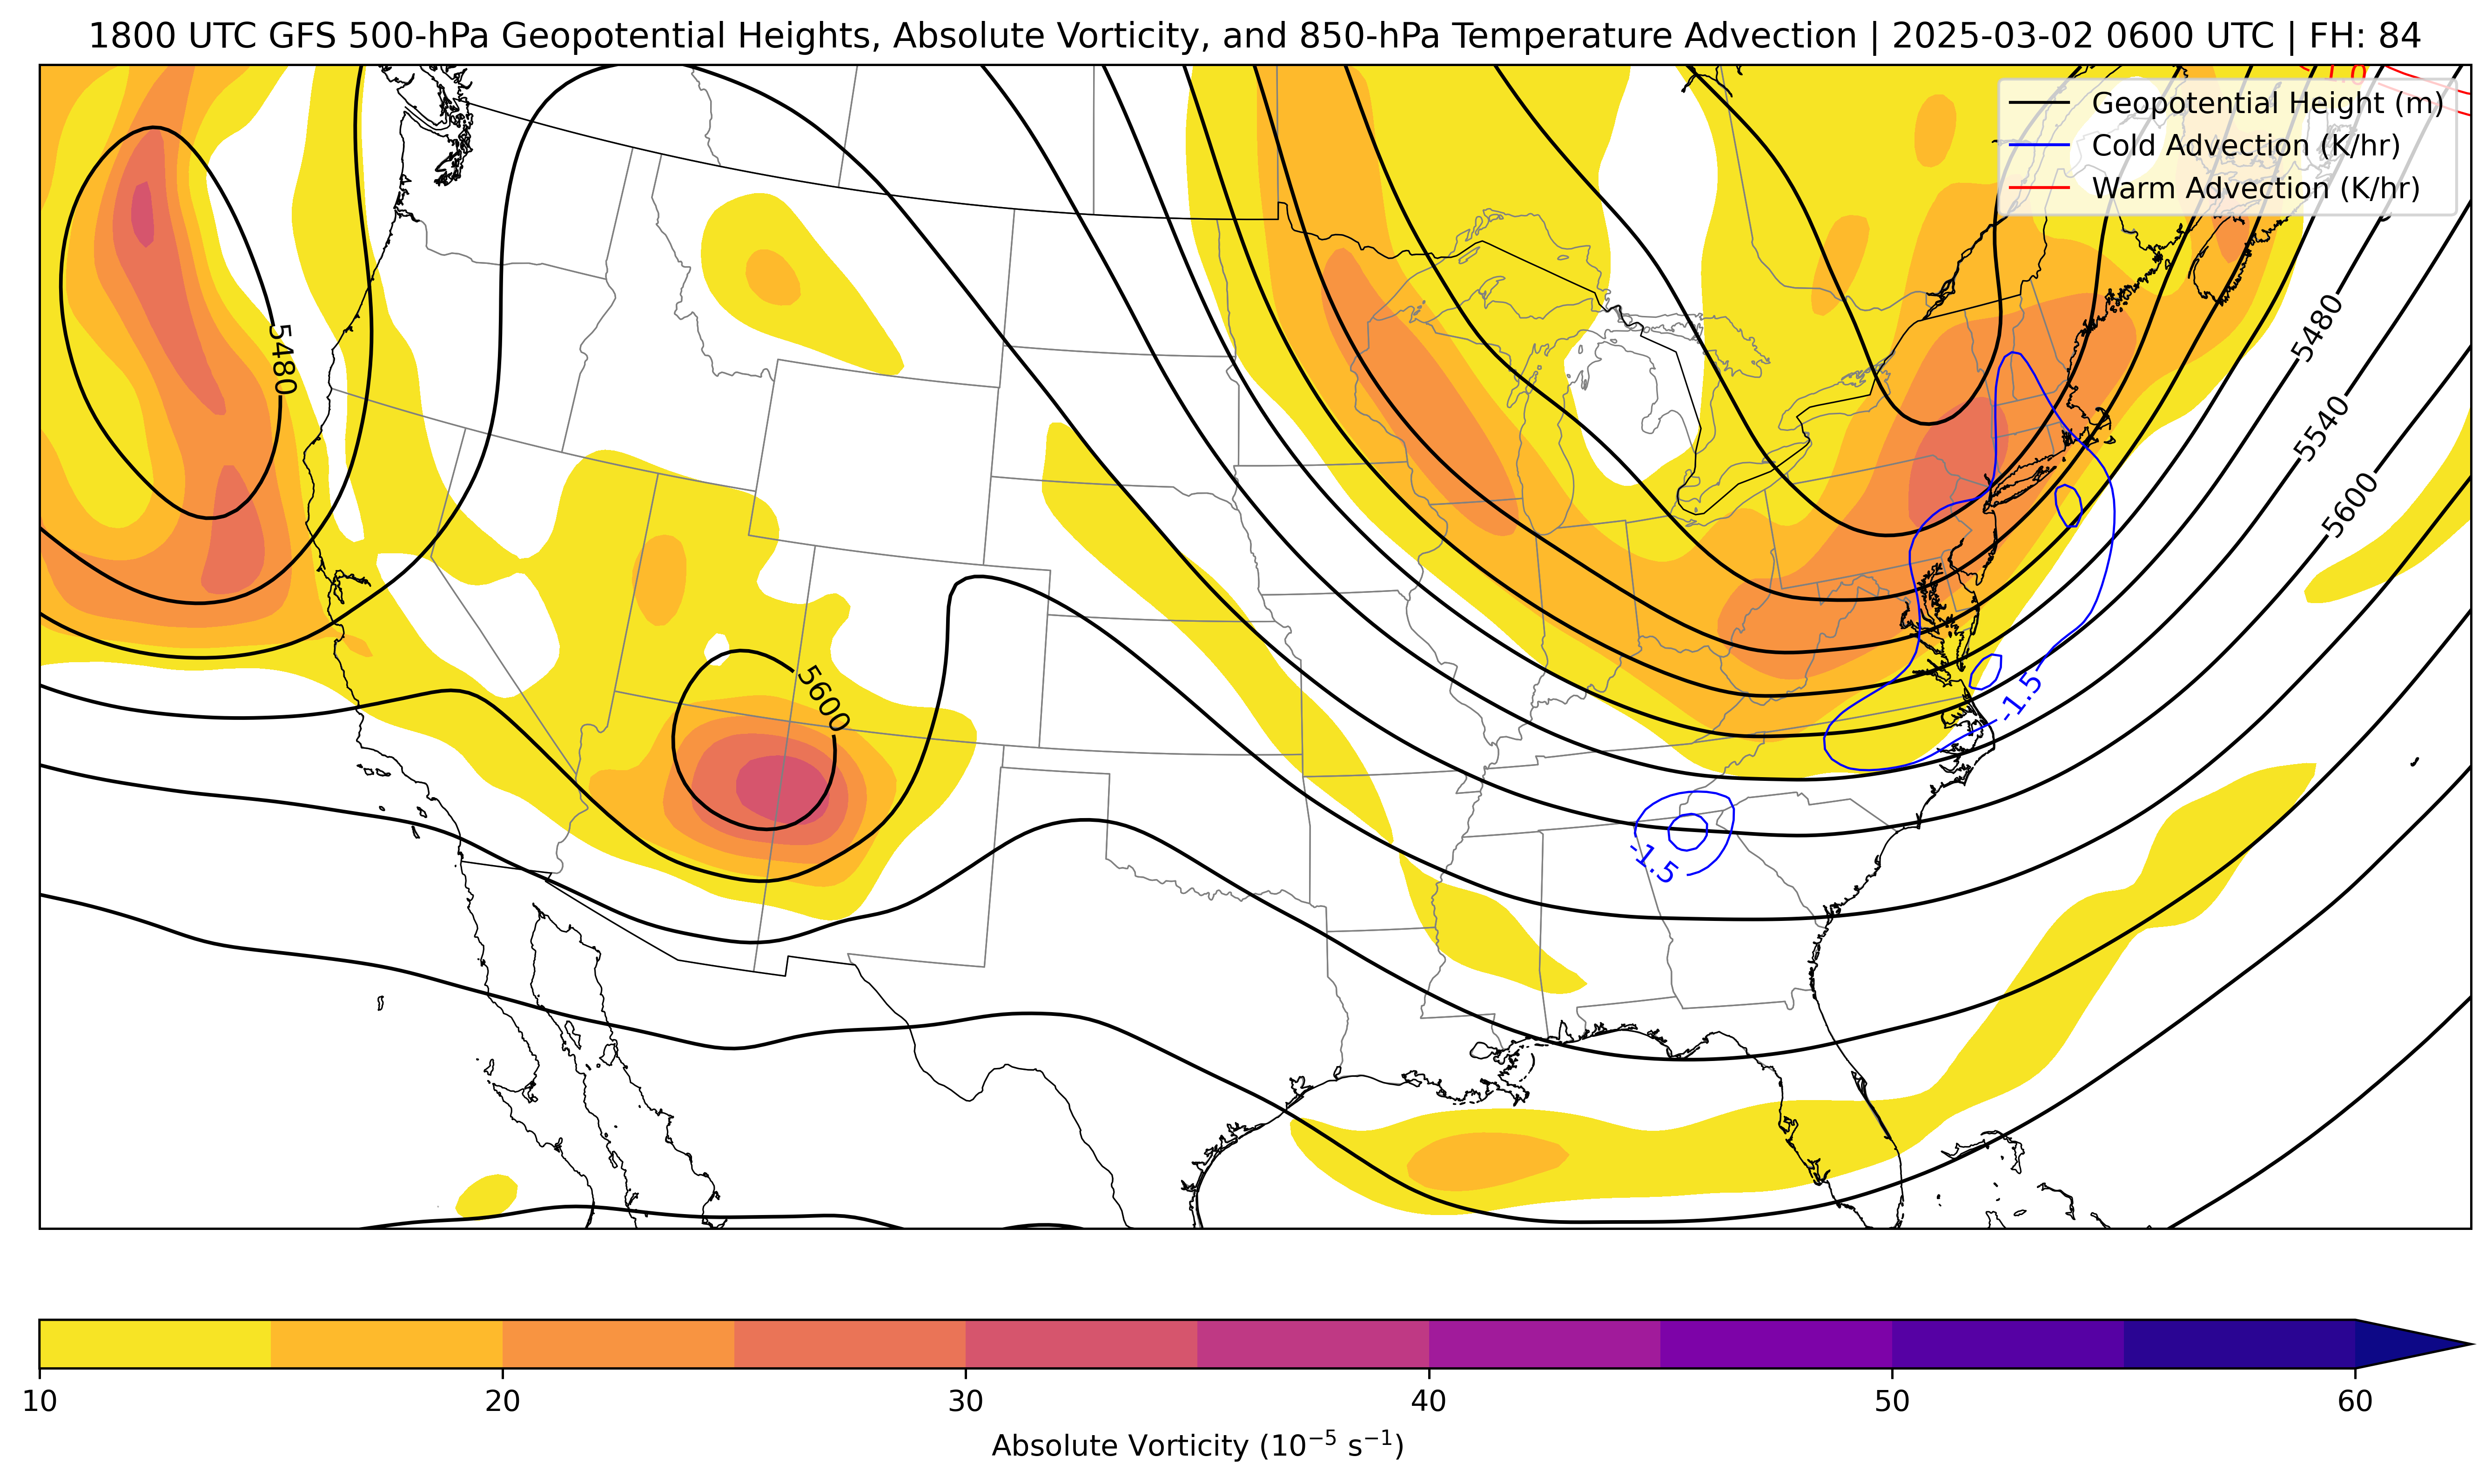 1800 UTC GFS 500-hPa Geopotential Heights, Absolute Vorticity, and 850-hPa Temperature Advection | 2025-03-02 0600 UTC | FH: 84
Geopotential Height (m)
Cold Advection (K/hr)
Warm Advection (K/hr)
5480
5480
5540
5600
5600
-1.5
-1.5
10
20
30
40
50
60
Absolute Vorticity (10⁻⁵ s⁻¹)